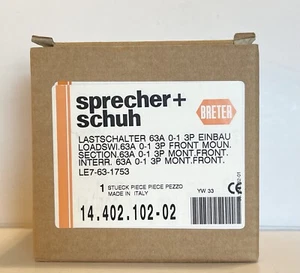 sprecher+
schuh
BRETER
LASTSCHALTER 63A 0-1 3P EINBAU
LOADSWI.63A 0-1 3P FRONT MOUN.
SECTION.63A 0-1 3P MONT.FRONT.
INTERR. 63A 0-1 3P MONT.FRONT.
LE7-63-1753
1 STUECK PIECE PIECE PEZZO
MADE IN ITALY
YW 33
CE
14.402.102-02